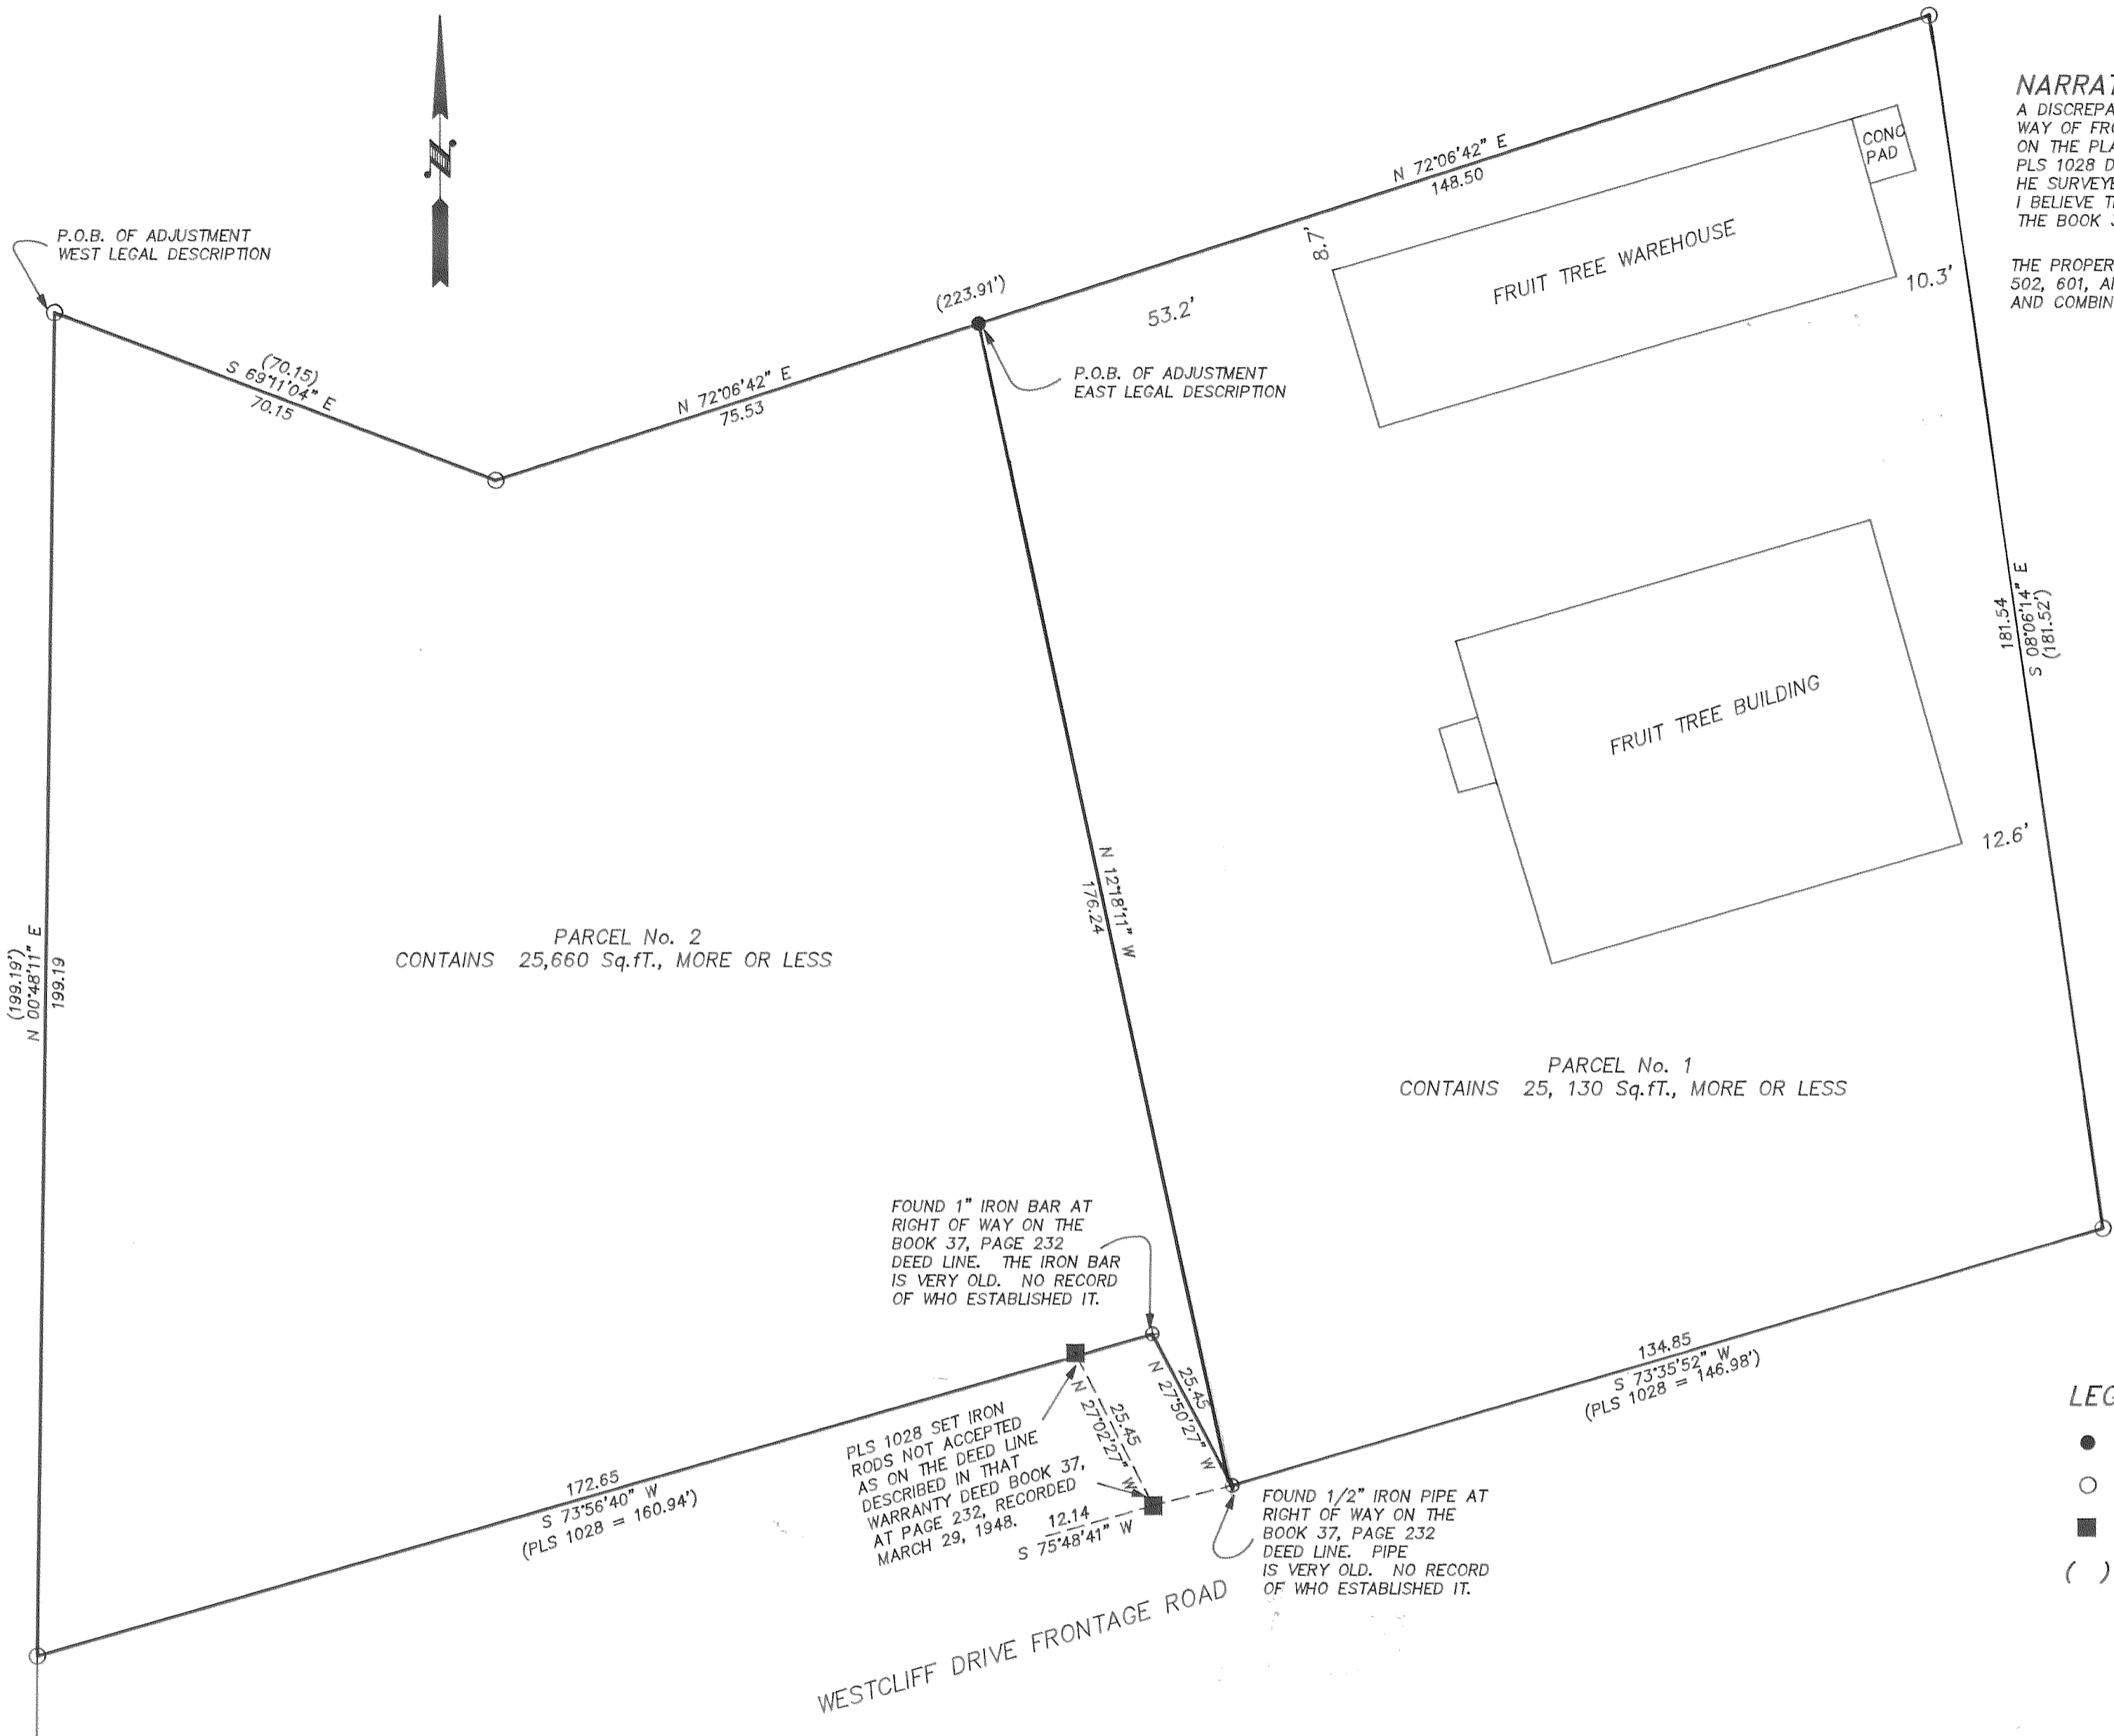 N
NARRAT
A DISCREPA
WAY OF FRO
ON THE PLA
PLS 1028 D
HE SURVEYE
I BELIEVE T
THE BOOK
THE PROPER
502, 601, A
AND COMBIN
P.O.B. OF ADJUSTMENT
WEST LEGAL DESCRIPTION
(70.15)
S 69°11'04" E
70.15
N 72°06'42" E
75.53
(223.91')
N 72°06'42" E
148.50
53.2'
8.7'
FRUIT TREE WAREHOUSE
CONC
PAD
10.3'
P.O.B. OF ADJUSTMENT
EAST LEGAL DESCRIPTION
181.54
S 08°06'14" E
(181.52')
FRUIT TREE BUILDING
12.6'
N 12°18'11" W
176.24
(199.19')
N 00°48'11" E
199.19
PARCEL No. 2
CONTAINS 25,660 Sq.fT., MORE OR LESS
PARCEL No. 1
CONTAINS 25, 130 Sq.fT., MORE OR LESS
FOUND 1" IRON BAR AT
RIGHT OF WAY ON THE
BOOK 37, PAGE 232
DEED LINE. THE IRON BAR
IS VERY OLD. NO RECORD
OF WHO ESTABLISHED IT.
25.45
N 27°50'27" W
25.45
N 27°02'27" W
PLS 1028 SET IRON
RODS NOT ACCEPTED
AS ON THE DEED LINE
DESCRIBED IN THAT
WARRANTY DEED BOOK 37,
AT PAGE 232, RECORDED
MARCH 29, 1948.
12.14
S 75°48'41" W
172.65
S 73°56'40" W
(PLS 1028 = 160.94')
134.85
S 73°35'52" W
(PLS 1028 = 146.98')
FOUND 1/2" IRON PIPE AT
RIGHT OF WAY ON THE
BOOK 37, PAGE 232
DEED LINE. PIPE
IS VERY OLD. NO RECORD
OF WHO ESTABLISHED IT.
WESTCLIFF DRIVE FRONTAGE ROAD
LEG
( )